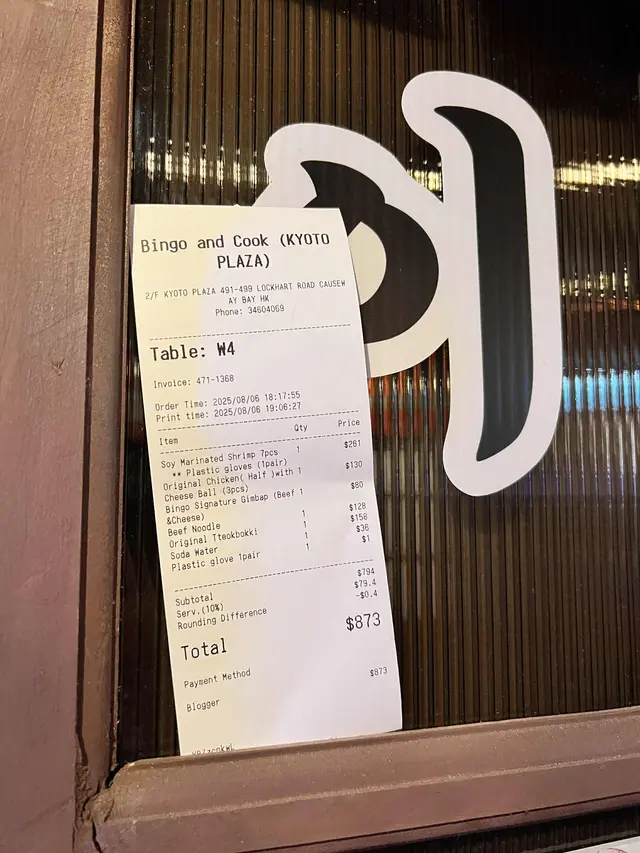 Bingo and Cook (KYOTO
PLAZA)
2/F KYOTO PLAZA 491-499 LOCKHART ROAD CAUSEW
AY BAY HK
Phone: 34604069
Table: W4
Invoice: 471-1368
Order Time: 2025/08/06 18:17:55
Print time: 2025/08/06 19:06:27
Item Qty Price
Soy Marinated Shrimp 7pcs 1 $261
** Plastic gloves (1pair)
Original Chicken( Half )with 1 $130
Cheese Ball (3pcs)
Bingo Signature Gimbap (Beef 1 $80
&Cheese)
Beef Noodle 1 $128
Original Tteokbokki 1 $158
Soda Water 1 $36
Plastic glove 1pair 1 $1
Subtotal $794
Serv.(10%) $79.4
Rounding Difference -$0.4
Total $873
Payment Method
Blogger $873